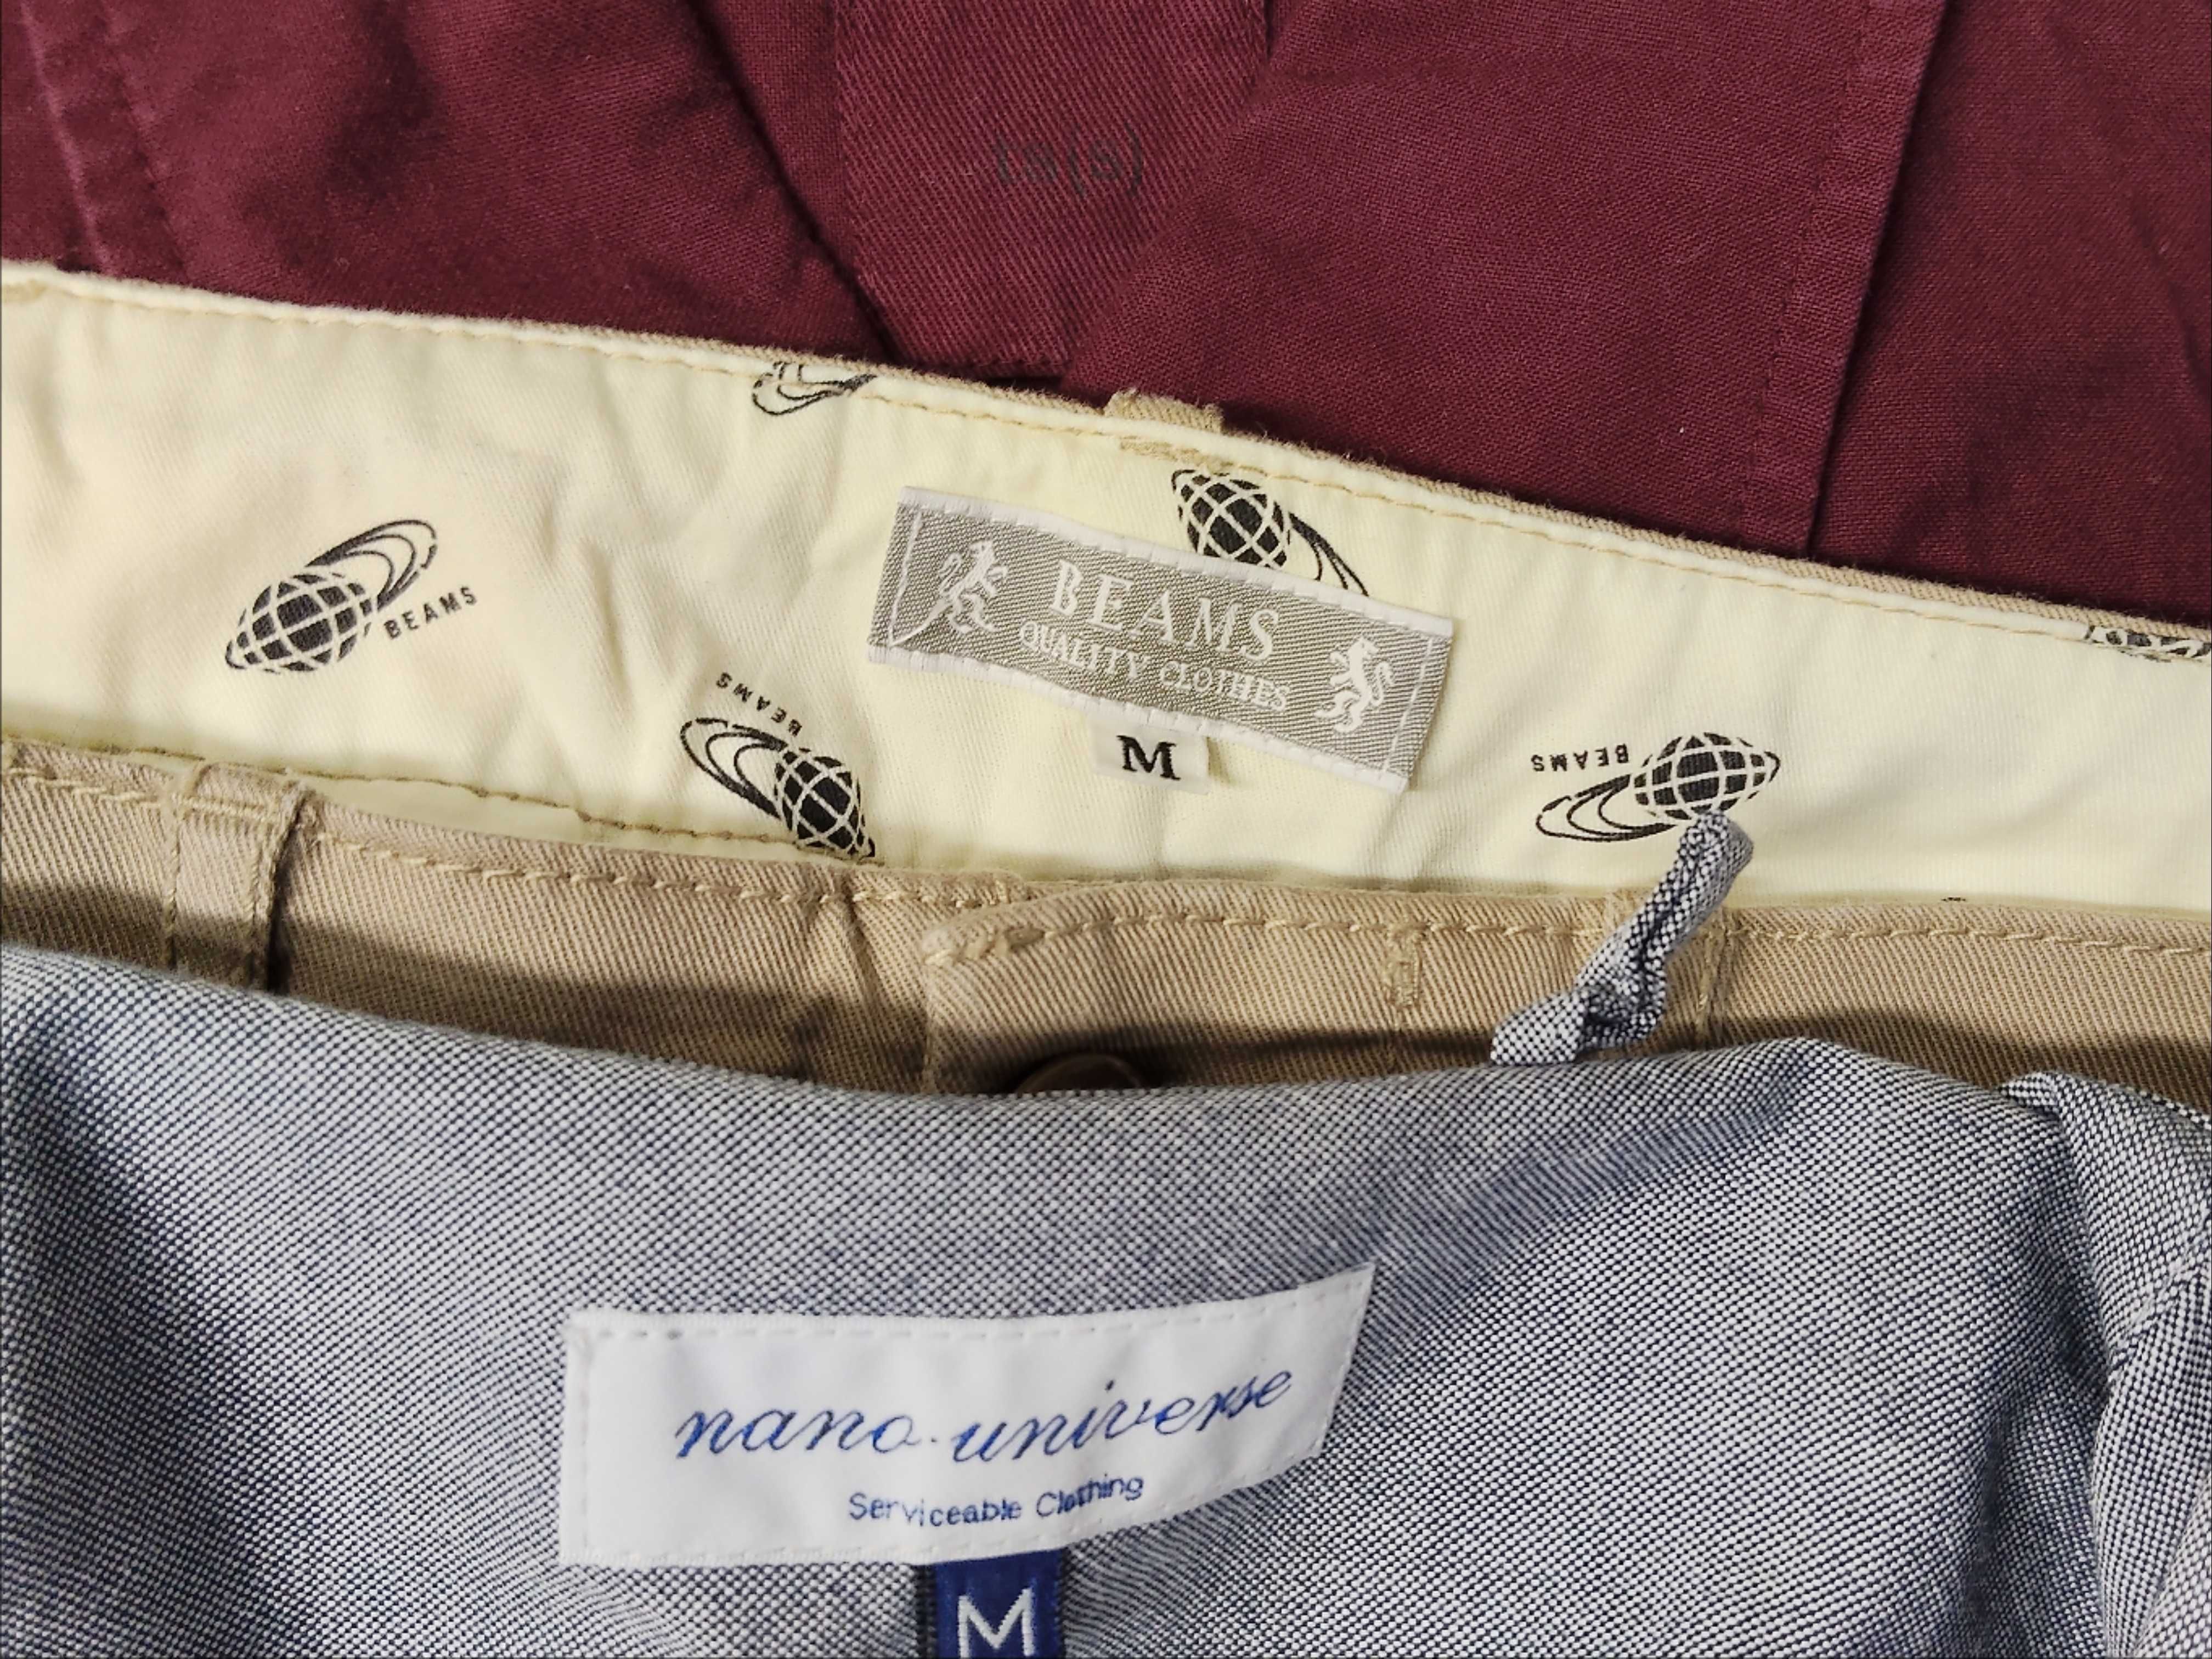 BEAMS
BEAMS
QUALITY CLOTHES
M
BEAMS
BEAMS
nano·universe
Serviceable Clothing
M